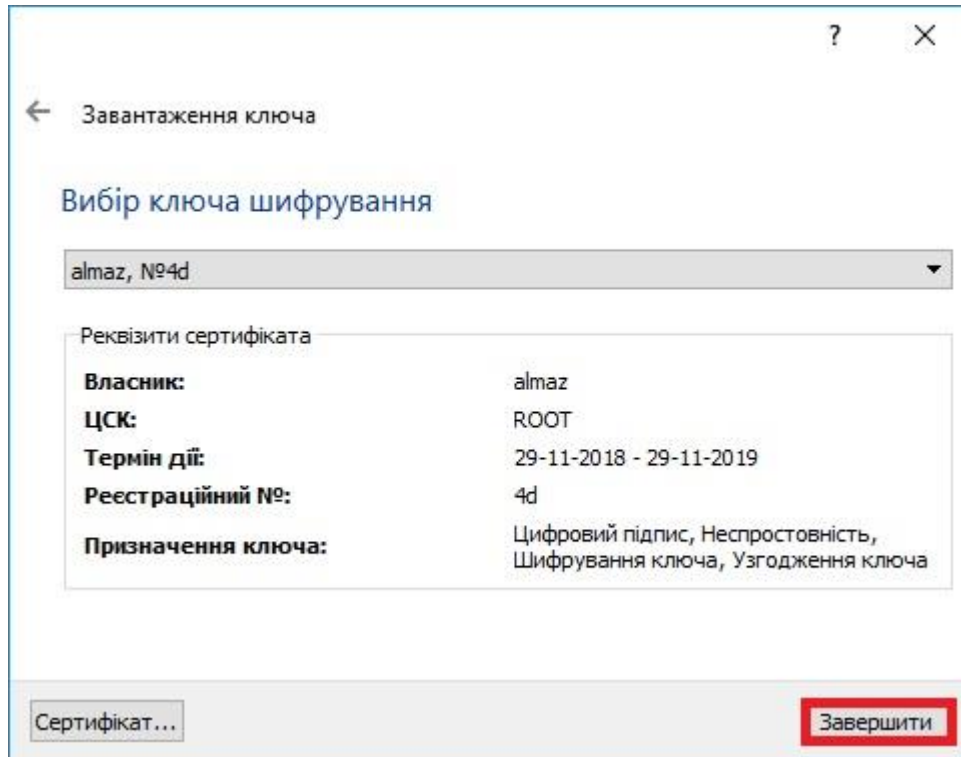 ?
Завантаження ключа
Вибір ключа шифрування
almaz, №4d
Реквізити сертифіката
Власник: almaz
ЦСК: ROOT
Термін дії: 29-11-2018 - 29-11-2019
Реєстраційний №: 4d
Призначення ключа: Цифровий підпис, Неспростовність,
Шифрування ключа, Узгодження ключа
Сертифікат... Завершити